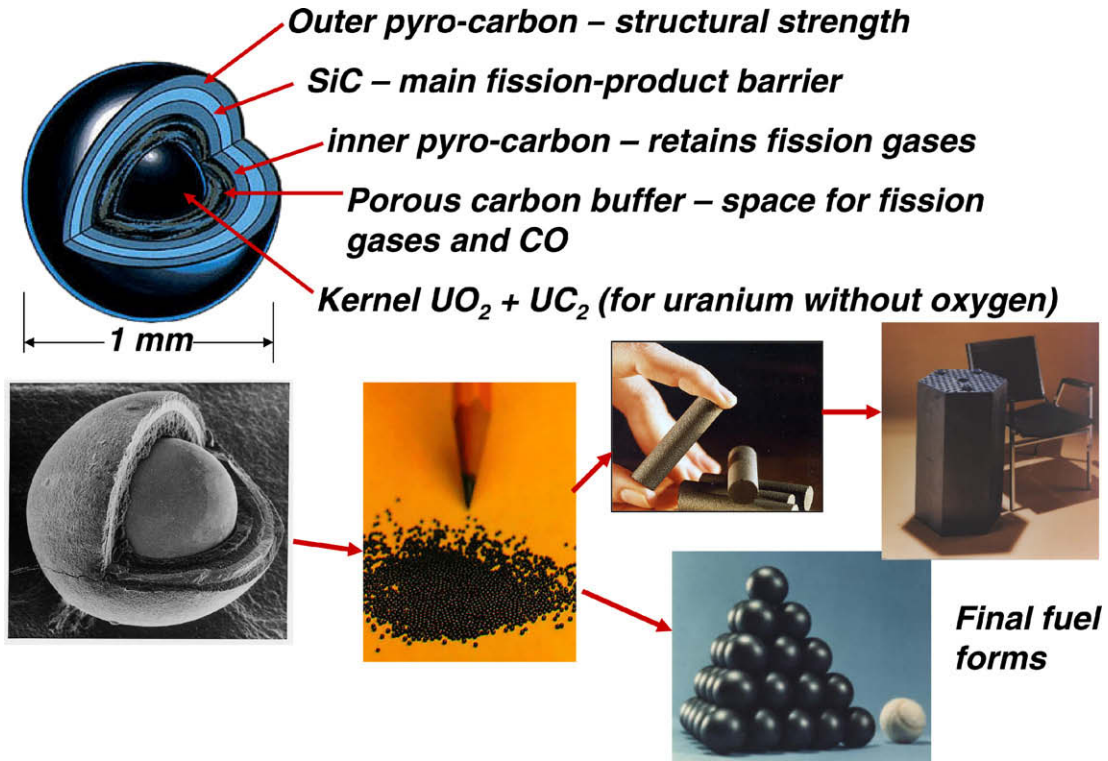 Outer pyro-carbon – structural strength
SiC – main fission-product barrier
inner pyro-carbon – retains fission gases
Porous carbon buffer – space for fission
gases and CO
Kernel UO₂ + UC₂ (for uranium without oxygen)
1 mm
Final fuel
forms